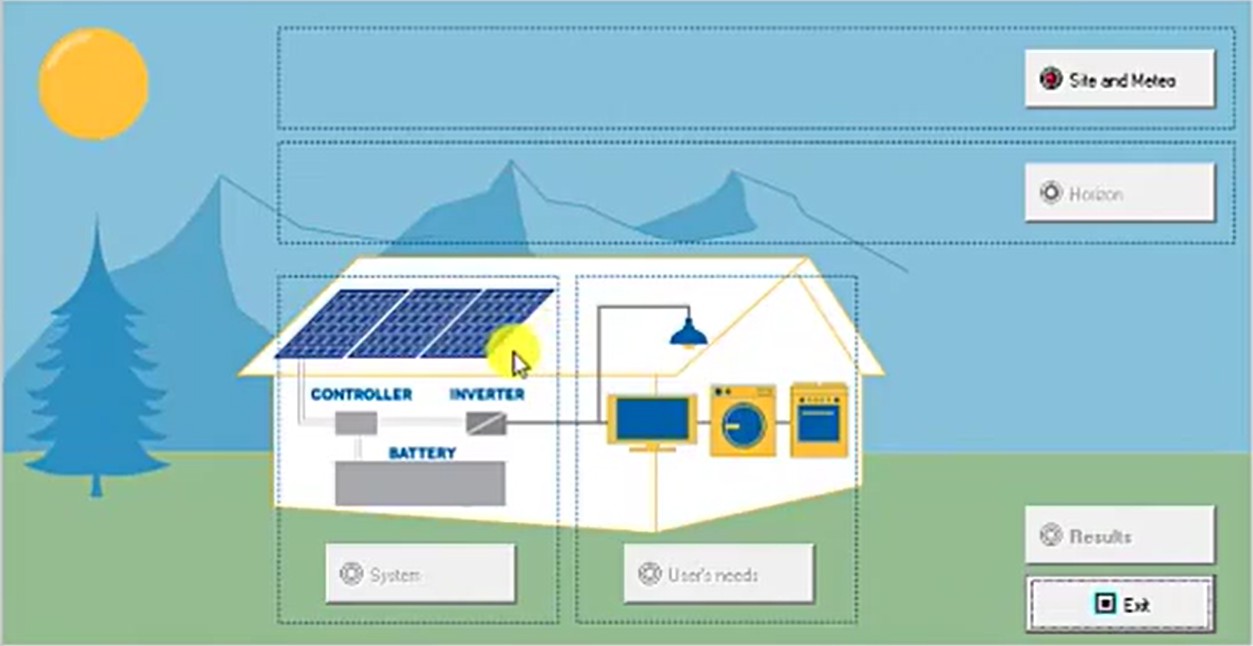 Site and Meteo
Horizon
CONTROLLER
INVERTER
BATTERY
System
User's needs
Results
Exit